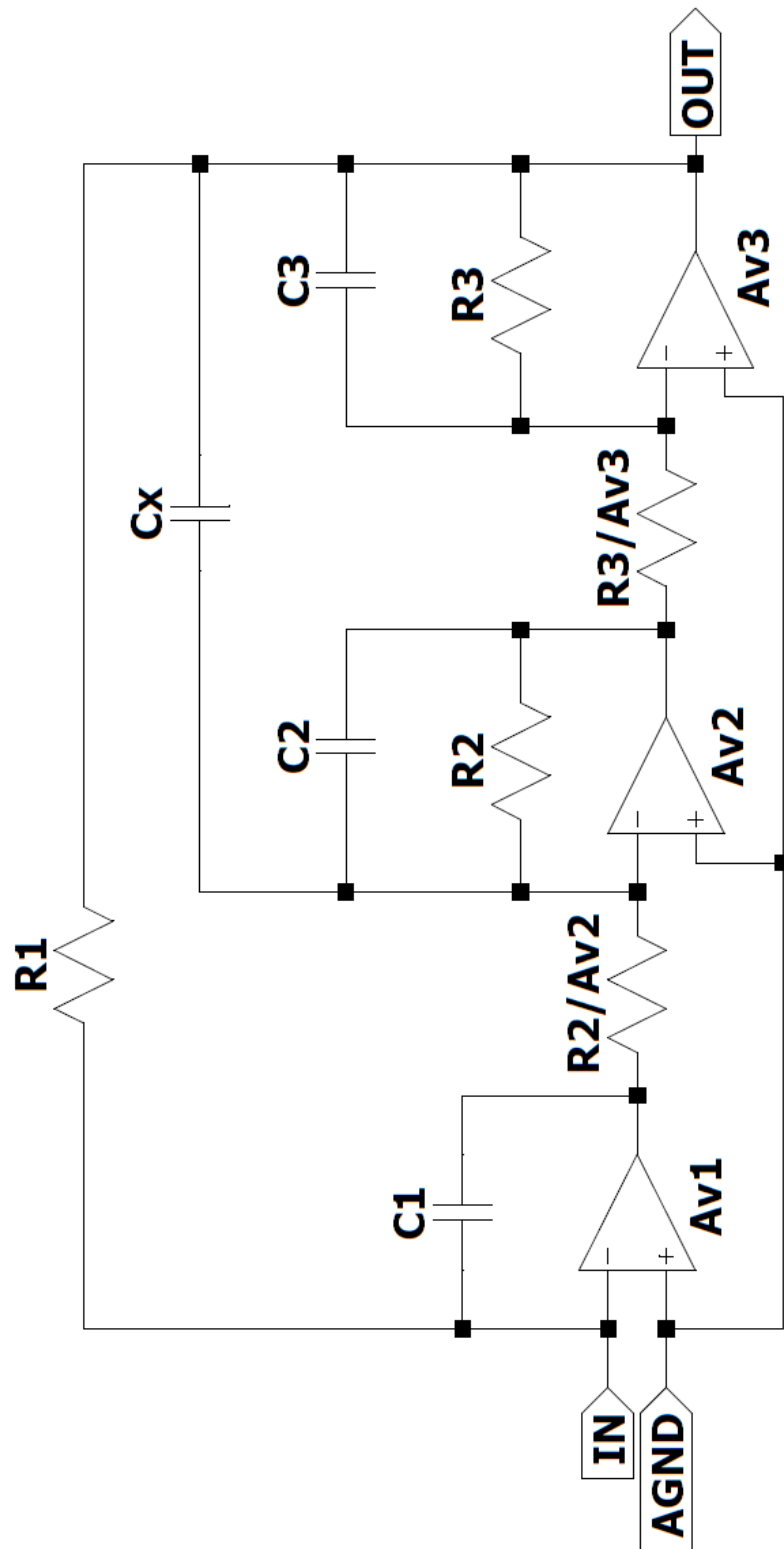 R1
Cx
C2
C3
C1
R2
R3
R2/Av2
R3/Av3
IN
AGND
Av1
Av2
Av3
OUT
-
+
-
+
-
+